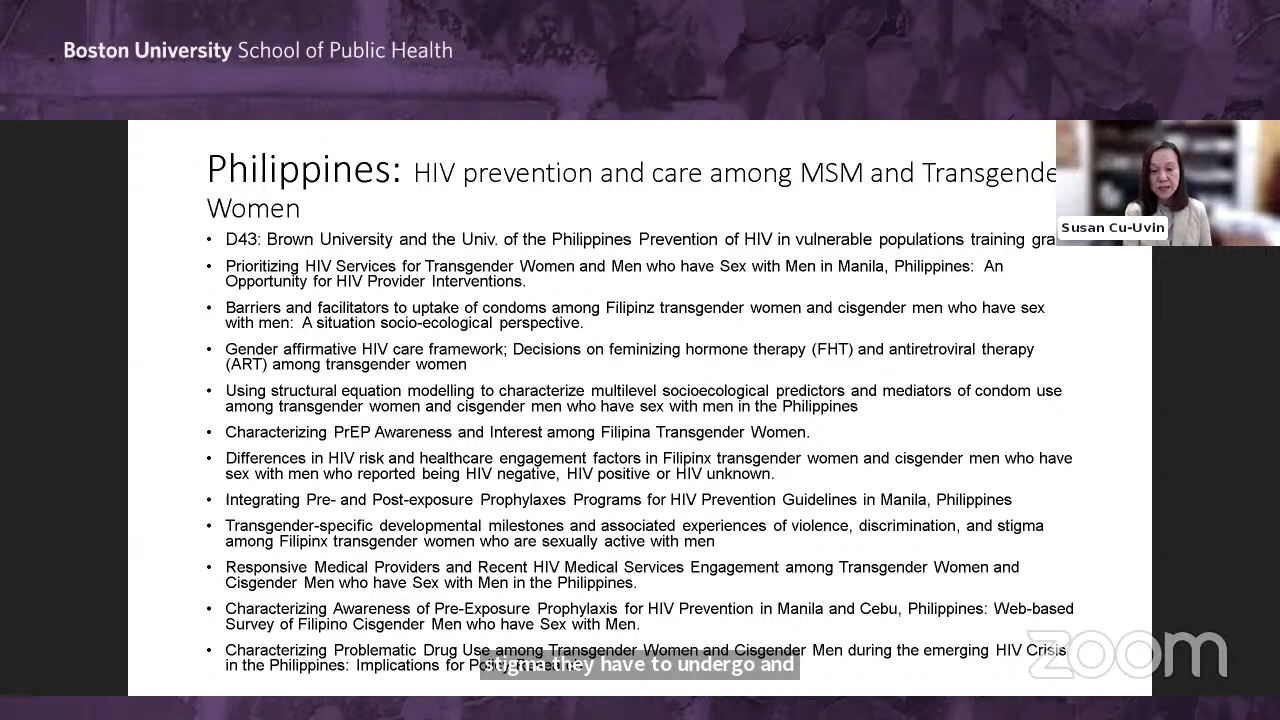 Boston University School of Public Health
Philippines: HIV prevention and care among MSM and Transgende
Women
Susan Cu-Uvin
• D43: Brown University and the Univ. of the Philippines Prevention of HIV in vulnerable populations training gra
• Prioritizing HIV Services for Transgender Women and Men who have Sex with Men in Manila, Philippines: An
Opportunity for HIV Provider Interventions.
• Barriers and facilitators to uptake of condoms among Filipinz transgender women and cisgender men who have sex
with men: A situation socio-ecological perspective.
• Gender affirmative HIV care framework; Decisions on feminizing hormone therapy (FHT) and antiretroviral therapy
(ART) among transgender women
• Using structural equation modelling to characterize multilevel socioecological predictors and mediators of condom use
among transgender women and cisgender men who have sex with men in the Philippines
• Characterizing PrEP Awareness and Interest among Filipina Transgender Women.
• Differences in HIV risk and healthcare engagement factors in Filipinx transgender women and cisgender men who have
sex with men who reported being HIV negative, HIV positive or HIV unknown.
• Integrating Pre- and Post-exposure Prophylaxes Programs for HIV Prevention Guidelines in Manila, Philippines
• Transgender-specific developmental milestones and associated experiences of violence, discrimination, and stigma
among Filipinx transgender women who are sexually active with men
• Responsive Medical Providers and Recent HIV Medical Services Engagement among Transgender Women and
Cisgender Men who have Sex with Men in the Philippines.
• Characterizing Awareness of Pre-Exposure Prophylaxis for HIV Prevention in Manila and Cebu, Philippines: Web-based
Survey of Filipino Cisgender Men who have Sex with Men.
• Characterizing Problematic Drug Use among Transgender Women and Cisgender Men during the emerging HIV Crisis
in the Philippines: Implications for
stigma they have to undergo and
zoom